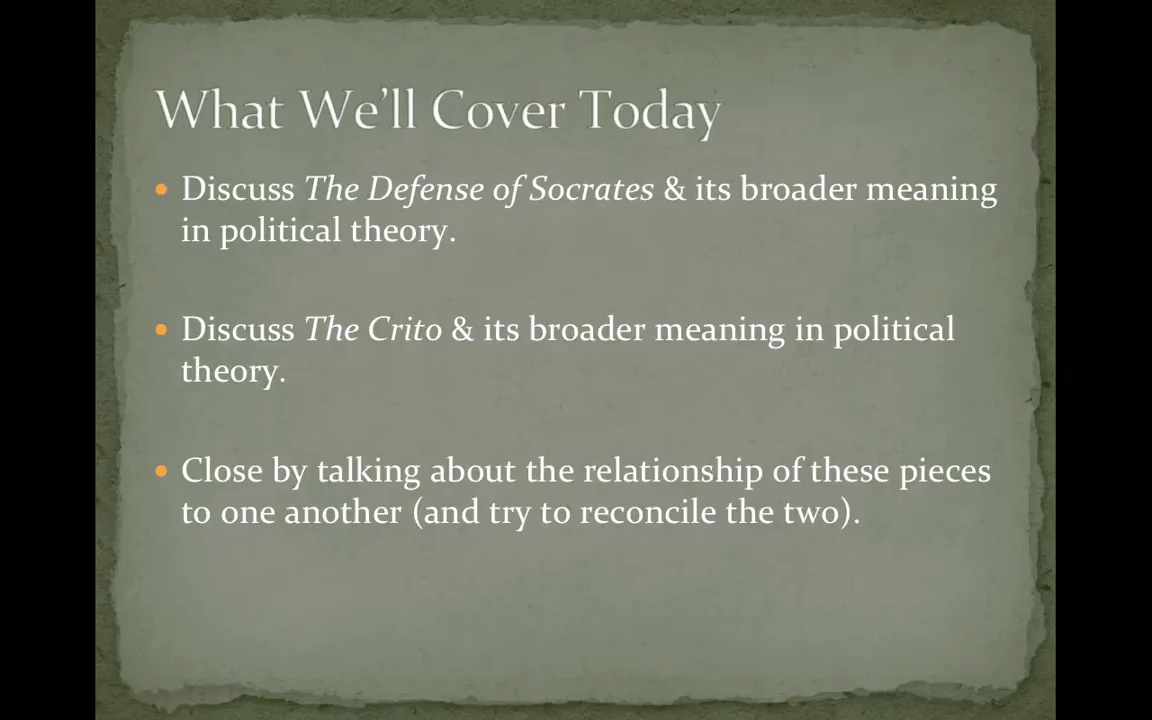 What We'll Cover Today
• Discuss The Defense of Socrates & its broader meaning
in political theory.
• Discuss The Crito & its broader meaning in political
theory.
• Close by talking about the relationship of these pieces
to one another (and try to reconcile the two).